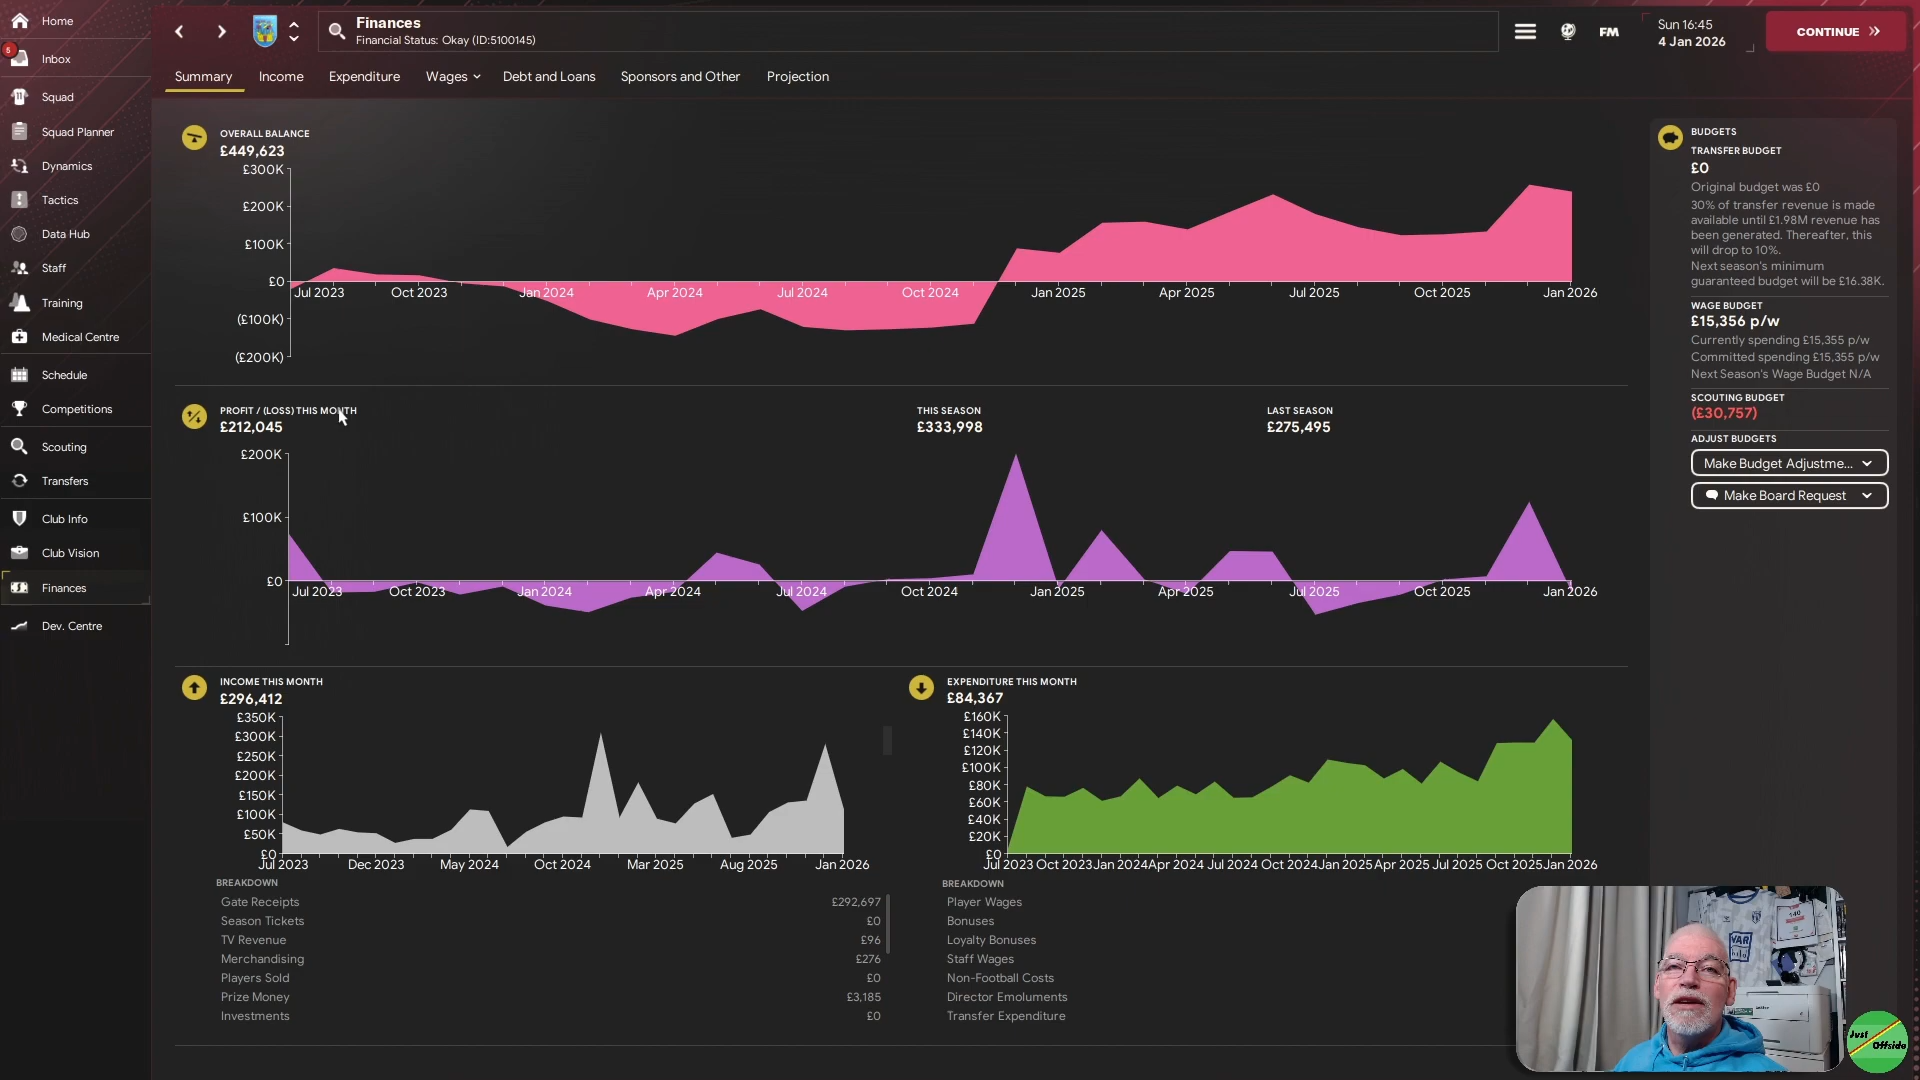 Home
5
Inbox
Squad
Squad Planner
Dynamics
Tactics
Data Hub
Staff
Training
Medical Centre
Schedule
Competitions
Scouting
Transfers
Club Info
Club Vision
Finances
Dev. Centre
Finances
Financial Status: Okay (ID:5100145)
FM
Sun 16:45
4 Jan 2026
CONTINUE
Summary Income Expenditure Wages Debt and Loans Sponsors and Other Projection
OVERALL BALANCE
£449,623
£300K
£200K
£100K
£0
(£100K)
(£200K)
Jul 2023 Oct 2023 Jan 2024 Apr 2024 Jul 2024 Oct 2024 Jan 2025 Apr 2025 Jul 2025 Oct 2025 Jan 2026
PROFIT / (LOSS) THIS MONTH
£212,045
THIS SEASON
£333,998
LAST SEASON
£275,495
£200K
£100K
£0
Jul 2023 Oct 2023 Jan 2024 Apr 2024 Jul 2024 Oct 2024 Jan 2025 Apr 2025 Jul 2025 Oct 2025 Jan 2026
INCOME THIS MONTH
£296,412
£350K
£300K
£250K
£200K
£150K
£100K
£50K
£0
Jul 2023 Dec 2023 May 2024 Oct 2024 Mar 2025 Aug 2025 Jan 2026
BREAKDOWN
Gate Receipts £292,697
Season Tickets £0
TV Revenue £96
Merchandising £276
Players Sold £0
Prize Money £3,185
Investments £0
EXPENDITURE THIS MONTH
£84,367
£160K
£140K
£120K
£100K
£80K
£60K
£40K
£20K
£0
Jul 2023 Oct 2023 Jan 2024 Apr 2024 Jul 2024 Oct 2024 Jan 2025 Apr 2025 Jul 2025 Oct 2025 Jan 2026
BREAKDOWN
Player Wages
Bonuses
Loyalty Bonuses
Staff Wages
Non-Football Costs
Director Emoluments
Transfer Expenditure
BUDGETS
TRANSFER BUDGET
£0
Original budget was £0
30% of transfer revenue is made
available until £1.98M revenue has
been generated. Thereafter, this
will drop to 10%.
Next season's minimum
guaranteed budget will be £16.38K.
WAGE BUDGET
£15,356 p/w
Currently spending £15,355 p/w
Committed spending £15,355 p/w
Next Season's Wage Budget N/A
SCOUTING BUDGET
(£30,757)
ADJUST BUDGETS
Make Budget Adjustme...
Make Board Request
VAR
140
Just
Offside